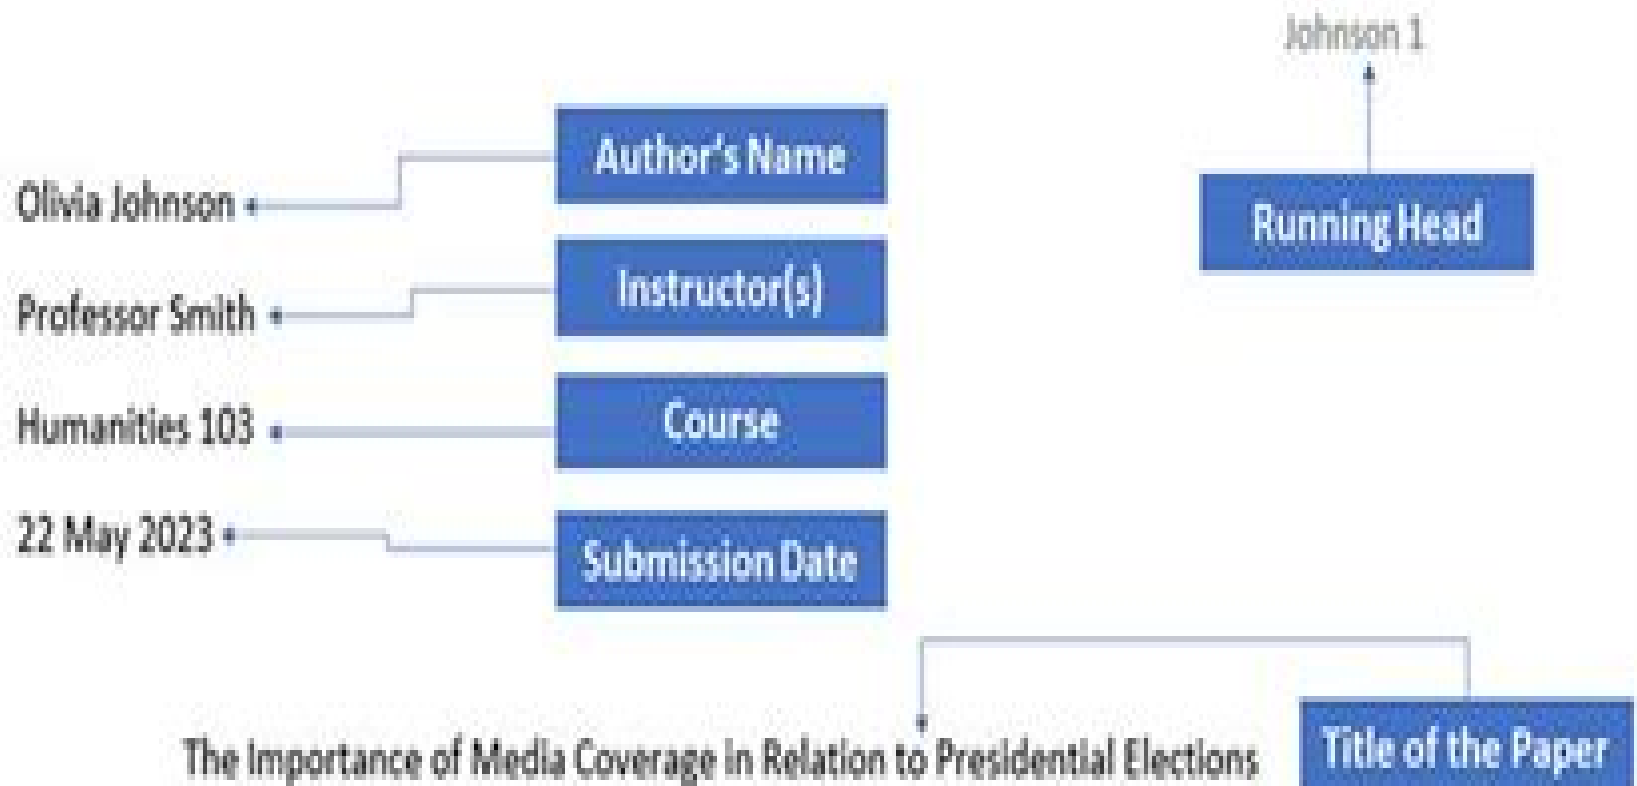 Johnson 1
Author's Name
Olivia Johnson
Running Head
Instructor(s)
Professor Smith
Course
Humanities 103
Submission Date
22 May 2023
The Importance of Media Coverage in Relation to Presidential Elections
Title of the Paper